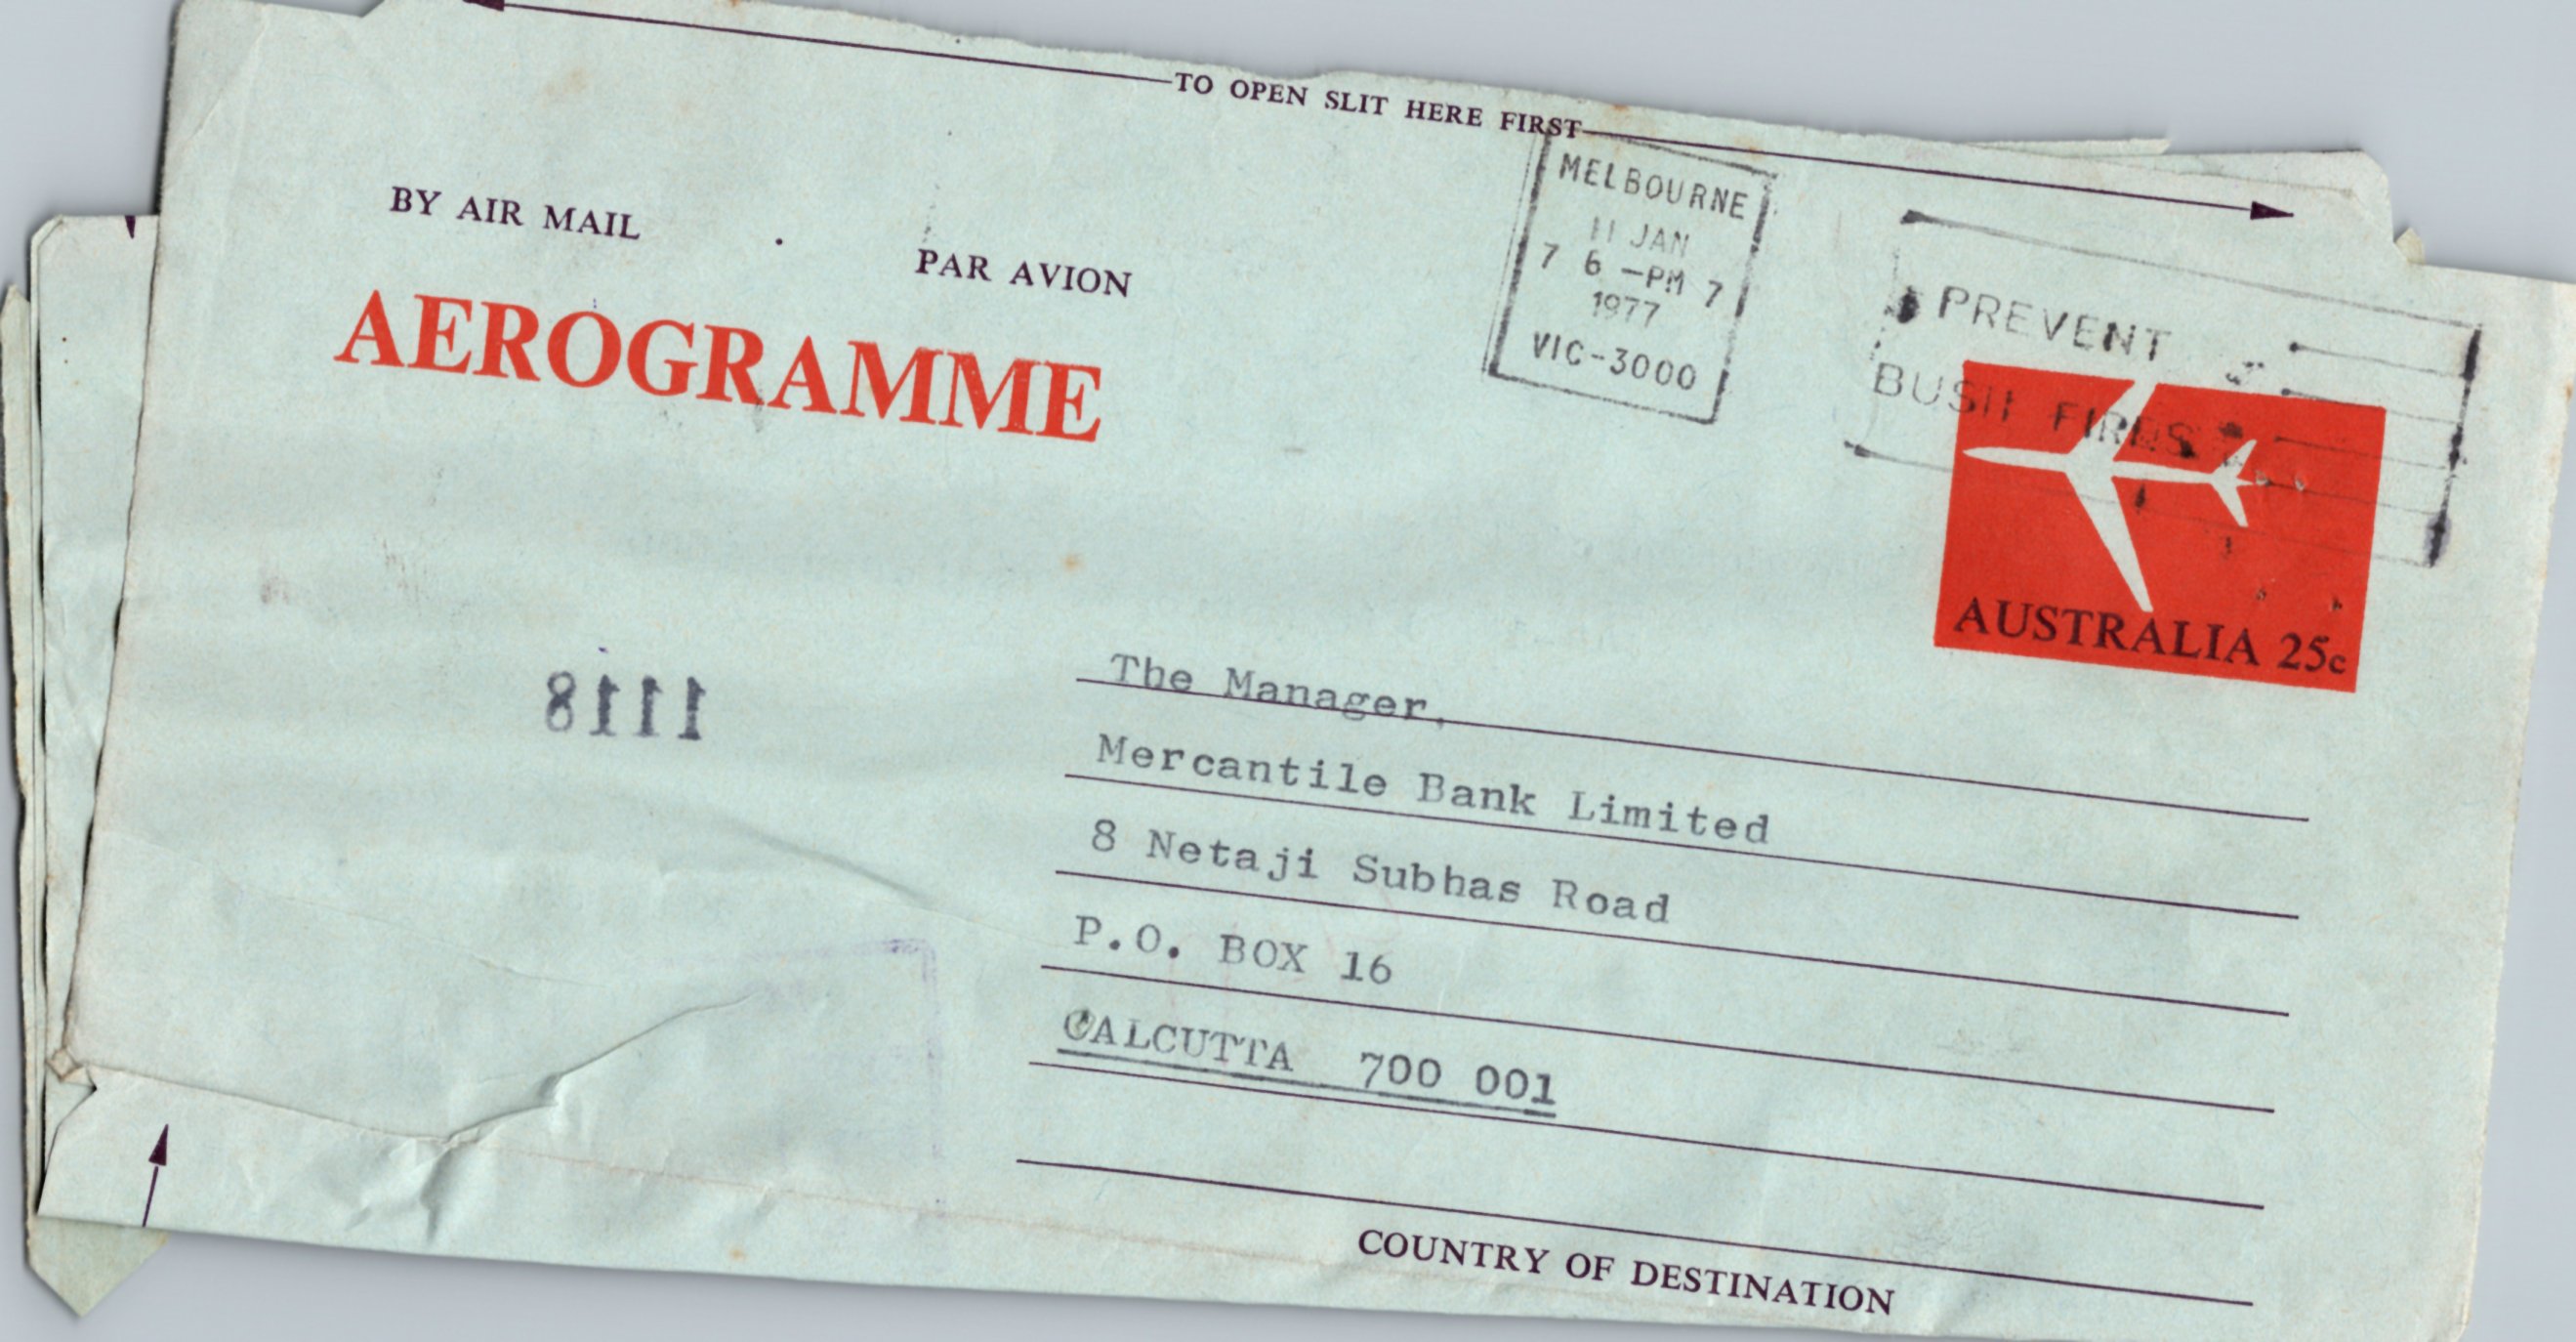 TO OPEN SLIT HERE FIRST
BY AIR MAIL . PAR AVION
AEROGRAMME
MELBOURNE
11 JAN
7 6 -PM 7
1977
VIC-3000
PREVENT
BUSH FIRES
AUSTRALIA 25c
8111
The Manager,
Mercantile Bank Limited
8 Netaji Subhas Road
P.O. BOX 16
CALCUTTA 700 001
COUNTRY OF DESTINATION